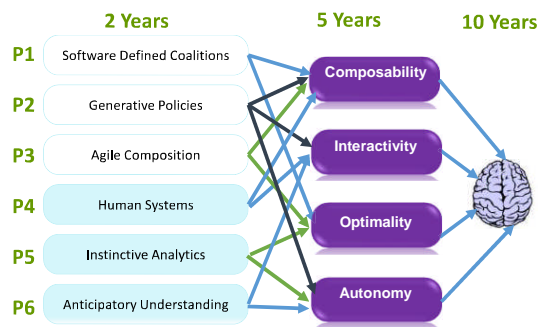 2 Years
5 Years
10 Years
P1
Software Defined Coalitions
P2
Generative Policies
P3
Agile Composition
P4
Human Systems
P5
Instinctive Analytics
P6
Anticipatory Understanding
Composability
Interactivity
Optimality
Autonomy